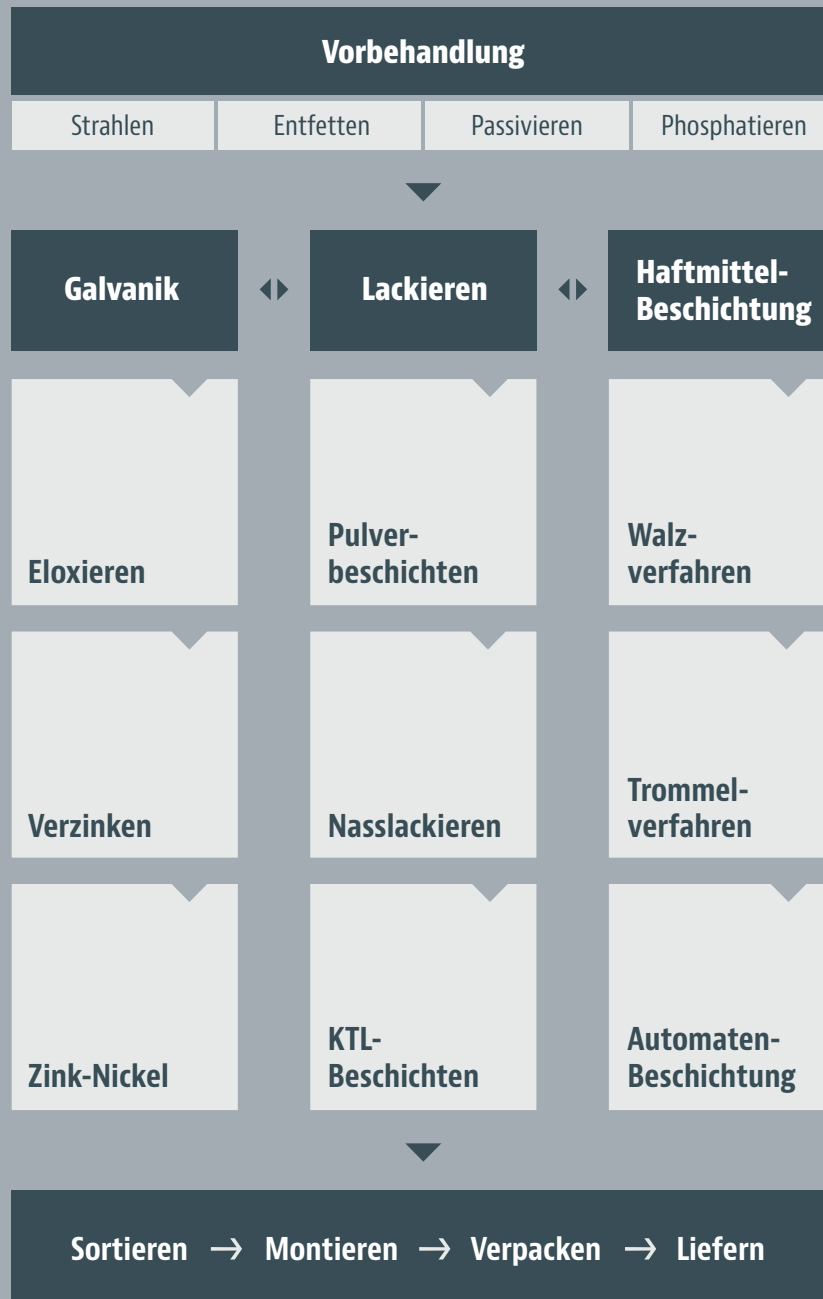 Vorbehandlung
Strahlen
Entfetten
Passivieren
Phosphatieren
Galvanik
Lackieren
Haftmittel-
Beschichtung
Eloxieren
Pulver-
beschichten
Walz-
verfahren
Verzinken
Nasslackieren
Trommel-
verfahren
Zink-Nickel
KTL-
Beschichten
Automaten-
Beschichtung
Sortieren → Montieren → Verpacken → Liefern